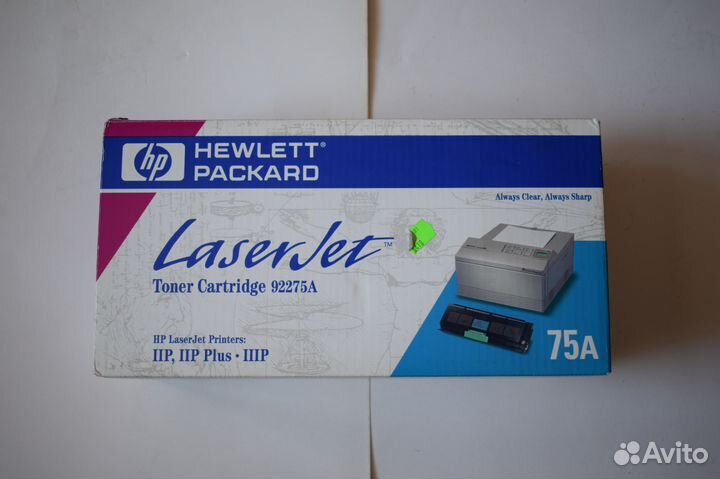 hp HEWLETT®
PACKARD
Always Clear, Always Sharp
LaserJet™
Toner Cartridge 92275A
HP LaserJet Printers:
IIP, IIP Plus · IIIP
75A
Avito